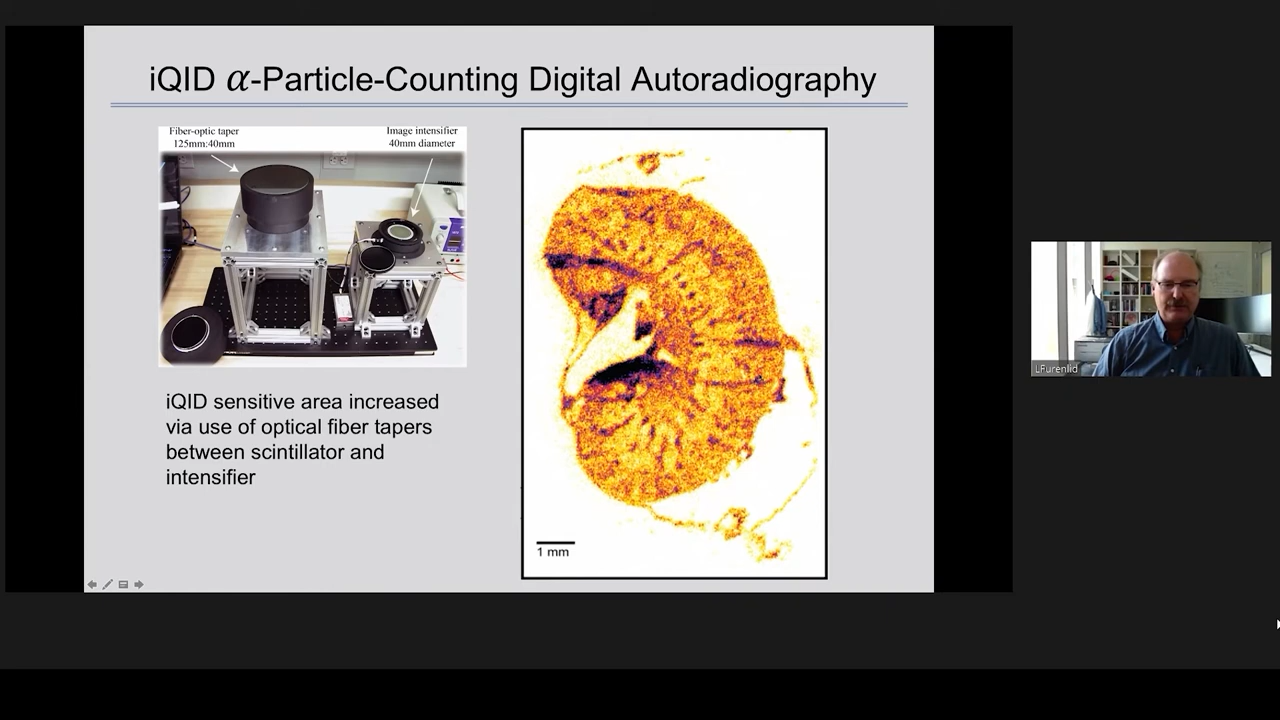 iQID α-Particle-Counting Digital Autoradiography
Fiber-optic taper
125mm:40mm
Image intensifier
40mm diameter
iQID sensitive area increased
via use of optical fiber tapers
between scintillator and
intensifier
1 mm
LFurenlid